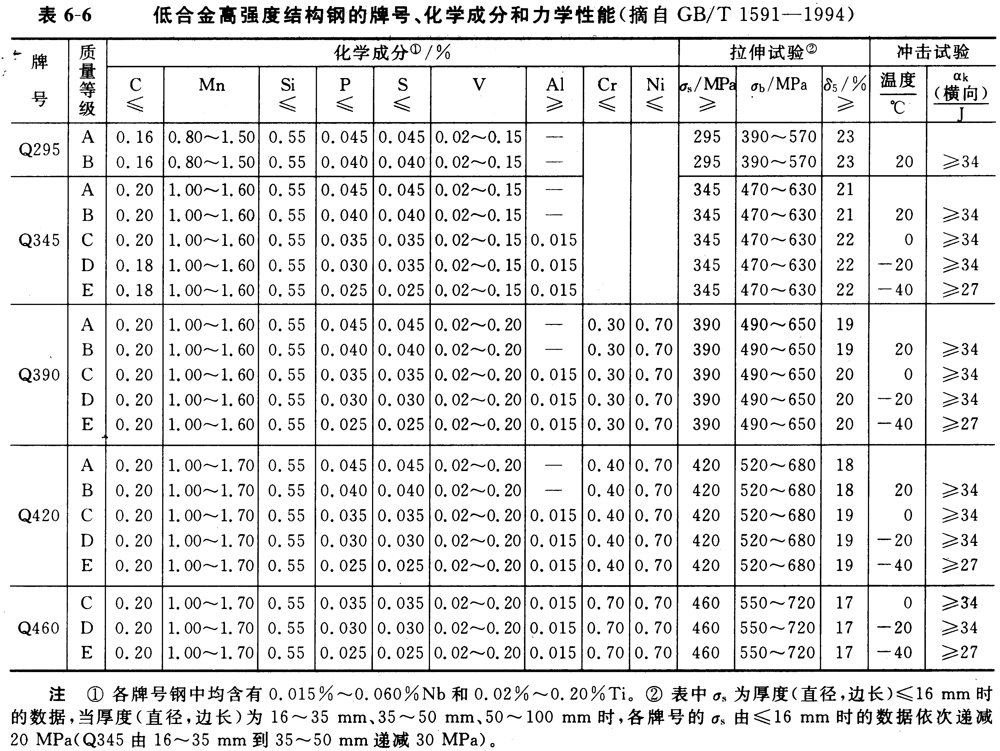 表 6-6 低合金高强度结构钢的牌号、化学成分和力学性能(摘自 GB/T 1591—1994)
牌号 质量等级 化学成分①/% 拉伸试验② 冲击试验
C ≤ Mn Si ≤ P ≤ S ≤ V Al ≥ Cr ≤ Ni ≤ σs/MPa ≥ σb/MPa δ5/% ≥ 温度/℃ αk(横向)/J
Q295 A 0.16 0.80～1.50 0.55 0.045 0.045 0.02～0.15 — 295 390～570 23
B 0.16 0.80～1.50 0.55 0.040 0.040 0.02～0.15 — 295 390～570 23 20 ≥34
Q345 A 0.20 1.00～1.60 0.55 0.045 0.045 0.02～0.15 — 345 470～630 21
B 0.20 1.00～1.60 0.55 0.040 0.040 0.02～0.15 — 345 470～630 21 20 ≥34
C 0.20 1.00～1.60 0.55 0.035 0.035 0.02～0.15 0.015 345 470～630 22 0 ≥34
D 0.18 1.00～1.60 0.55 0.030 0.035 0.02～0.15 0.015 345 470～630 22 －20 ≥34
E 0.18 1.00～1.60 0.55 0.025 0.025 0.02～0.15 0.015 345 470～630 22 －40 ≥27
Q390 A 0.20 1.00～1.60 0.55 0.045 0.045 0.02～0.20 — 0.30 0.70 390 490～650 19
B 0.20 1.00～1.60 0.55 0.040 0.040 0.02～0.20 — 0.30 0.70 390 490～650 19 20 ≥34
C 0.20 1.00～1.60 0.55 0.035 0.035 0.02～0.20 0.015 0.30 0.70 390 490～650 20 0 ≥34
D 0.20 1.00～1.60 0.55 0.030 0.030 0.02～0.20 0.015 0.30 0.70 390 490～650 20 －20 ≥34
E 0.20 1.00～1.60 0.55 0.025 0.025 0.02～0.20 0.015 0.30 0.70 390 490～650 20 －40 ≥27
Q420 A 0.20 1.00～1.70 0.55 0.045 0.045 0.02～0.20 — 0.40 0.70 420 520～680 18
B 0.20 1.00～1.70 0.55 0.040 0.040 0.02～0.20 — 0.40 0.70 420 520～680 18 20 ≥34
C 0.20 1.00～1.70 0.55 0.035 0.035 0.02～0.20 0.015 0.40 0.70 420 520～680 19 0 ≥34
D 0.20 1.00～1.70 0.55 0.030 0.030 0.02～0.20 0.015 0.40 0.70 420 520～680 19 －20 ≥34
E 0.20 1.00～1.70 0.55 0.025 0.025 0.02～0.20 0.015 0.40 0.70 420 520～680 19 －40 ≥27
Q460 C 0.20 1.00～1.70 0.55 0.035 0.035 0.02～0.20 0.015 0.70 0.70 460 550～720 17 0 ≥34
D 0.20 1.00～1.70 0.55 0.030 0.030 0.02～0.20 0.015 0.70 0.70 460 550～720 17 －20 ≥34
E 0.20 1.00～1.70 0.55 0.025 0.025 0.02～0.20 0.015 0.70 0.70 460 550～720 17 －40 ≥27
注 ① 各牌号钢中均含有 0.015%～0.060%Nb 和 0.02%～0.20%Ti。② 表中 σs 为厚度(直径,边长)≤16 mm 时
的数据,当厚度(直径,边长)为 16～35 mm、35～50 mm、50～100 mm 时,各牌号的 σs 由≤16 mm 时的数据依次递减
20 MPa(Q345 由 16～35 mm 到 35～50 mm 递减 30 MPa)。